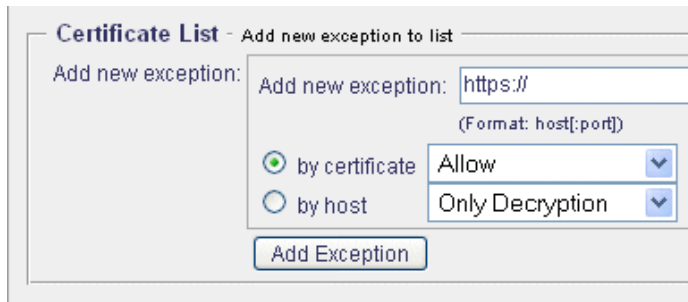 Certificate List - Add new exception to list
Add new exception:
Add new exception: https://
(Format: host[:port])
by certificate Allow
by host Only Decryption
Add Exception